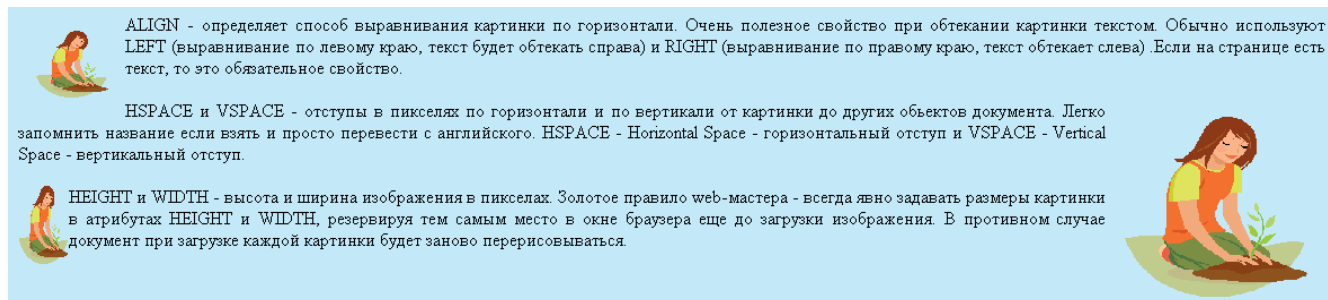 ALIGN - определяет способ выравнивания картинки по горизонтали. Очень полезное свойство при обтекании картинки текстом. Обычно используют
LEFT (выравнивание по левому краю, текст будет обтекать справа) и RIGHT (выравнивание по правому краю, текст обтекает слева) .Если на странице есть
текст, то это обязательное свойство.
HSPACE и VSPACE - отступы в пикселях по горизонтали и по вертикали от картинки до других обьектов документа. Легко
запомнить название если взять и просто перевести с английского. HSPACE - Horizontal Space - горизонтальный отступ и VSPACE - Vertical
Space - вертикальный отступ.
HEIGHT и WIDTH - высота и ширина изображения в пикселах. Золотое правило web-мастера - всегда явно задавать размеры картинки
в атрибутах HEIGHT и WIDTH, резервируя тем самым место в окне браузера еще до загрузки изображения. В противном случае
документ при загрузке каждой картинки будет заново перерисовываться.